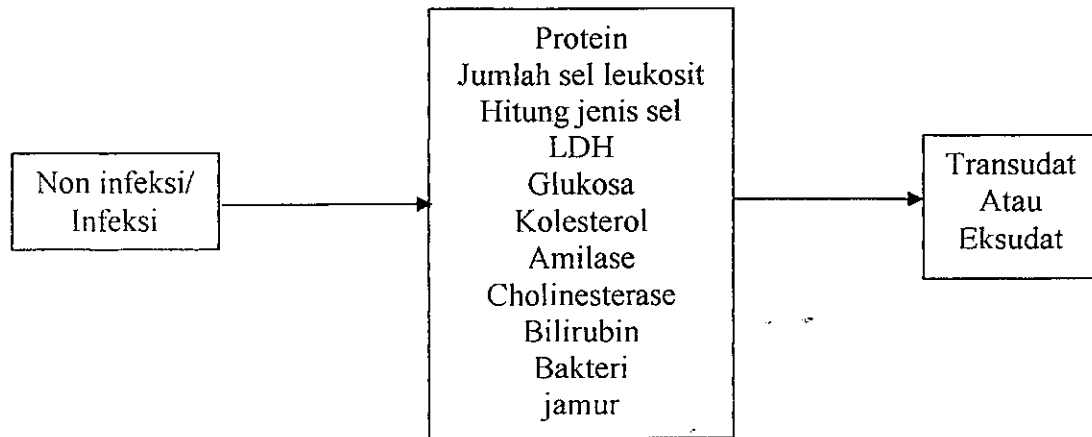 Non infeksi/
Infeksi
Protein
Jumlah sel leukosit
Hitung jenis sel
LDH
Glukosa
Kolesterol
Amilase
Cholinesterase
Bilirubin
Bakteri
jamur
Transudat
Atau
Eksudat